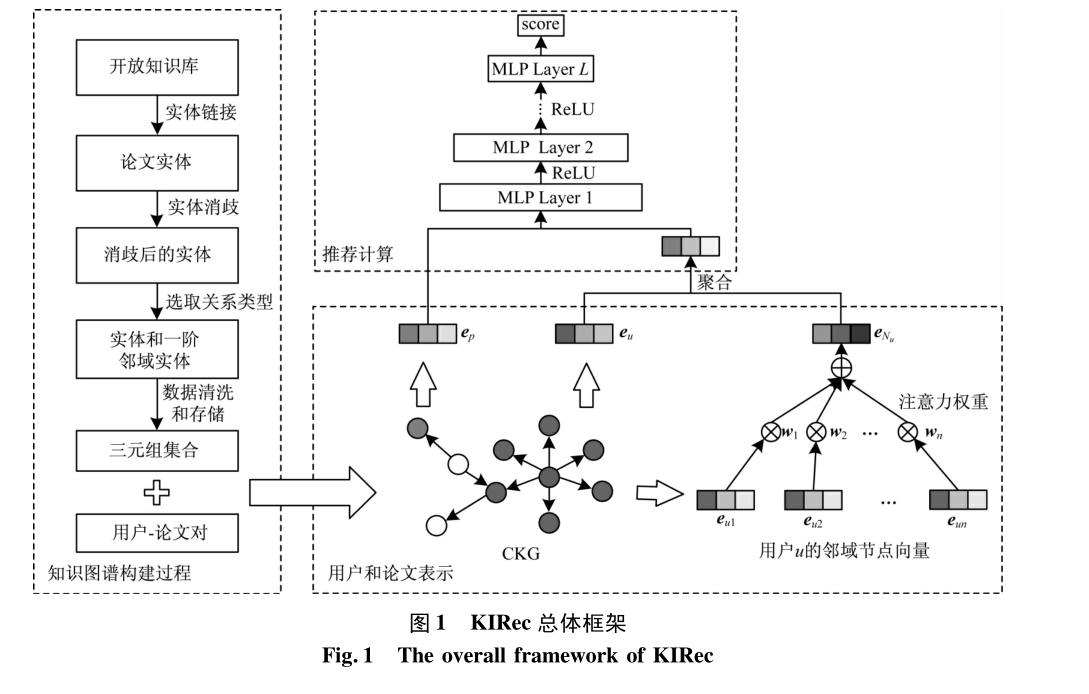 开放知识库
实体链接
论文实体
实体消歧
消歧后的实体
选取关系类型
实体和一阶
邻域实体
数据清洗
和存储
三元组集合
用户-论文对
知识图谱构建过程
score
MLP Layer L
ReLU
MLP Layer 2
ReLU
MLP Layer 1
推荐计算
聚合
e_p
e_u
e_{N_u}
注意力权重
w_1 w_2 … w_n
e_{u1} e_{u2} … e_{un}
CKG
用户u的邻域节点向量
用户和论文表示
图 1 KIRec 总体框架
Fig. 1 The overall framework of KIRec